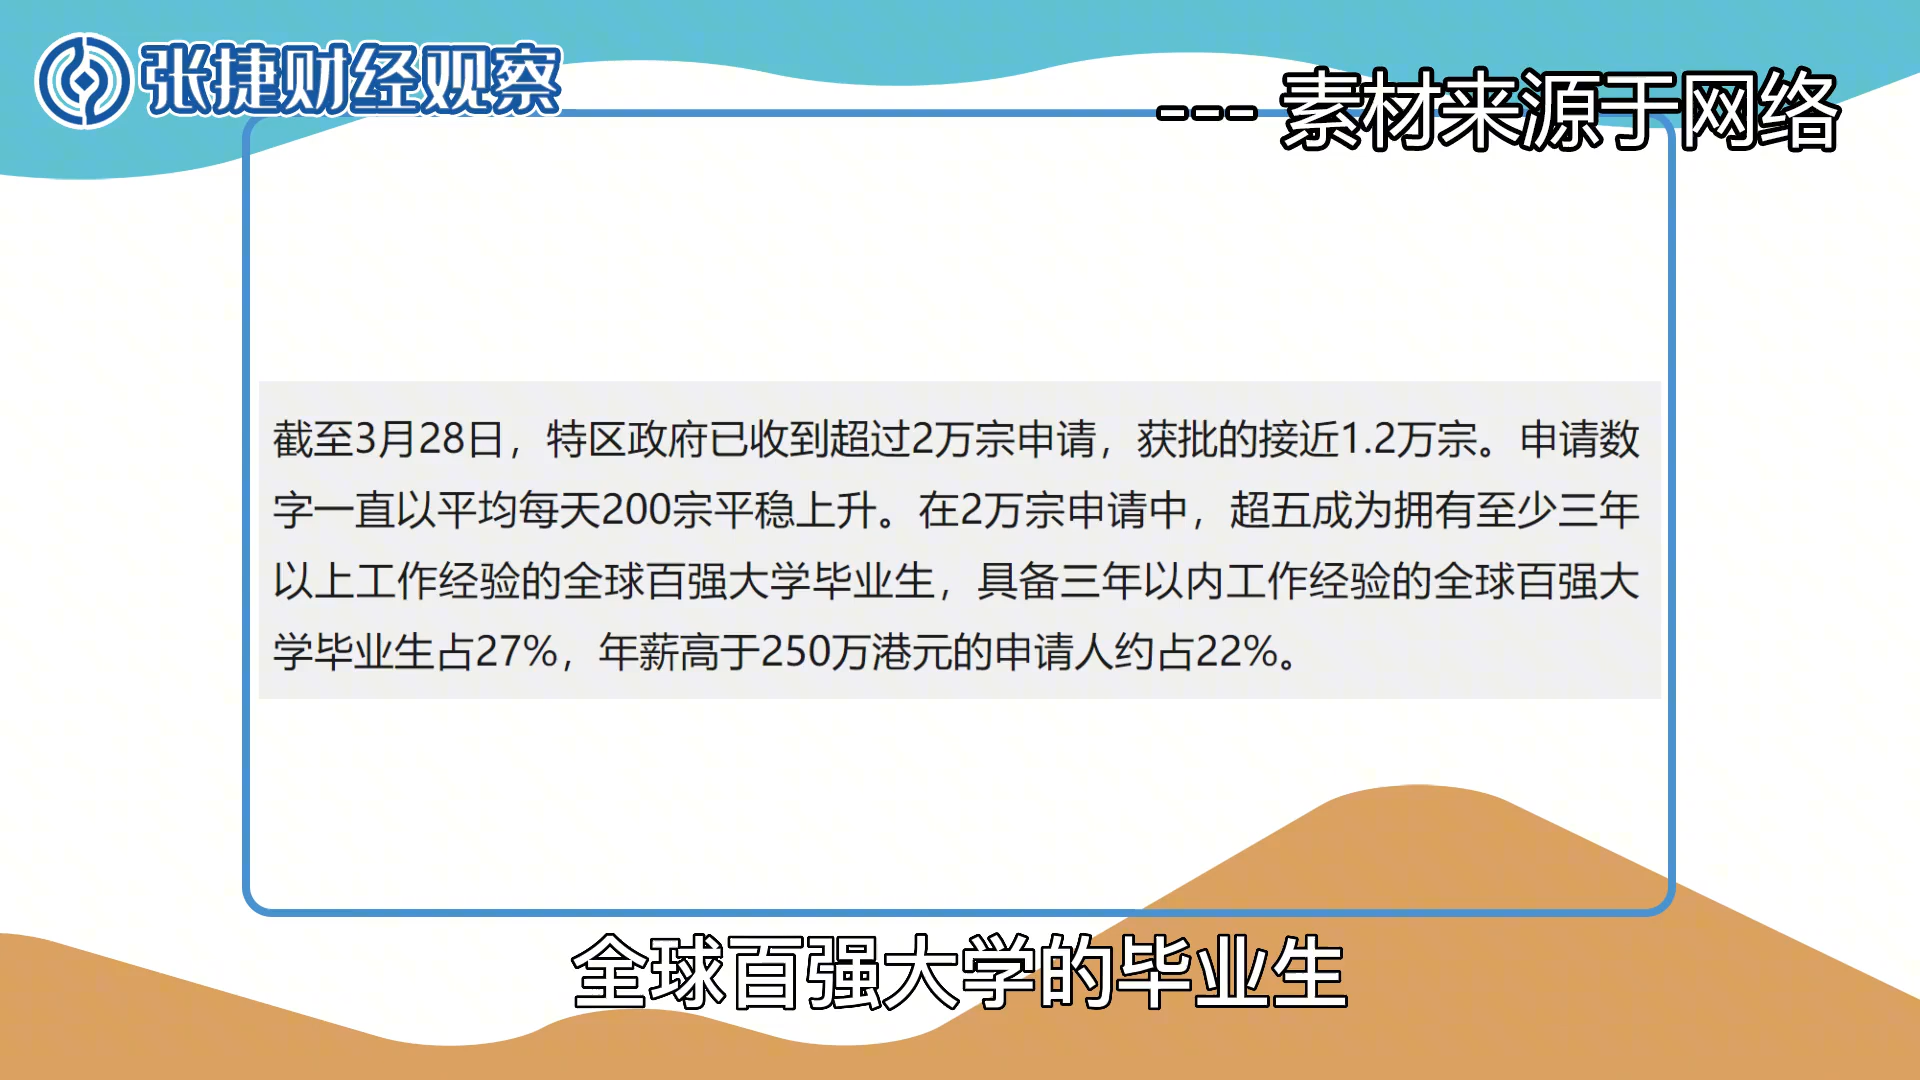 张捷财经观察
--- 素材来源于网络
截至3月28日，特区政府已收到超过2万宗申请，获批的接近1.2万宗。申请数
字一直以平均每天200宗平稳上升。在2万宗申请中，超五成为拥有至少三年
以上工作经验的全球百强大学毕业生，具备三年以内工作经验的全球百强大
学毕业生占27%，年薪高于250万港元的申请人约占22%。
全球百强大学的毕业生